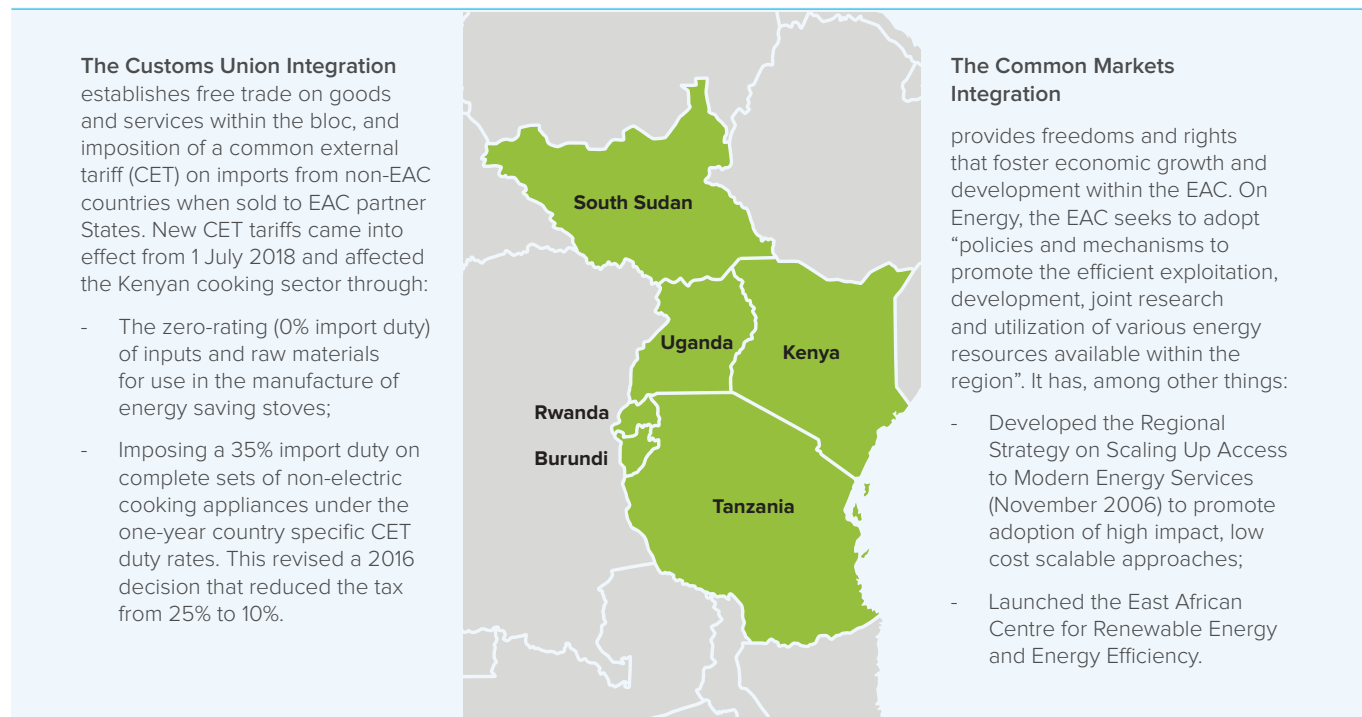 The Customs Union Integration
establishes free trade on goods
and services within the bloc, and
imposition of a common external
tariff (CET) on imports from non-EAC
countries when sold to EAC partner
States. New CET tariffs came into
effect from 1 July 2018 and affected
the Kenyan cooking sector through:
- The zero-rating (0% import duty)
of inputs and raw materials
for use in the manufacture of
energy saving stoves;
- Imposing a 35% import duty on
complete sets of non-electric
cooking appliances under the
one-year country specific CET
duty rates. This revised a 2016
decision that reduced the tax
from 25% to 10%.
South Sudan
Uganda
Kenya
Rwanda
Burundi
Tanzania
The Common Markets
Integration
provides freedoms and rights
that foster economic growth and
development within the EAC. On
Energy, the EAC seeks to adopt
“policies and mechanisms to
promote the efficient exploitation,
development, joint research
and utilization of various energy
resources available within the
region”. It has, among other things:
- Developed the Regional
Strategy on Scaling Up Access
to Modern Energy Services
(November 2006) to promote
adoption of high impact, low
cost scalable approaches;
- Launched the East African
Centre for Renewable Energy
and Energy Efficiency.